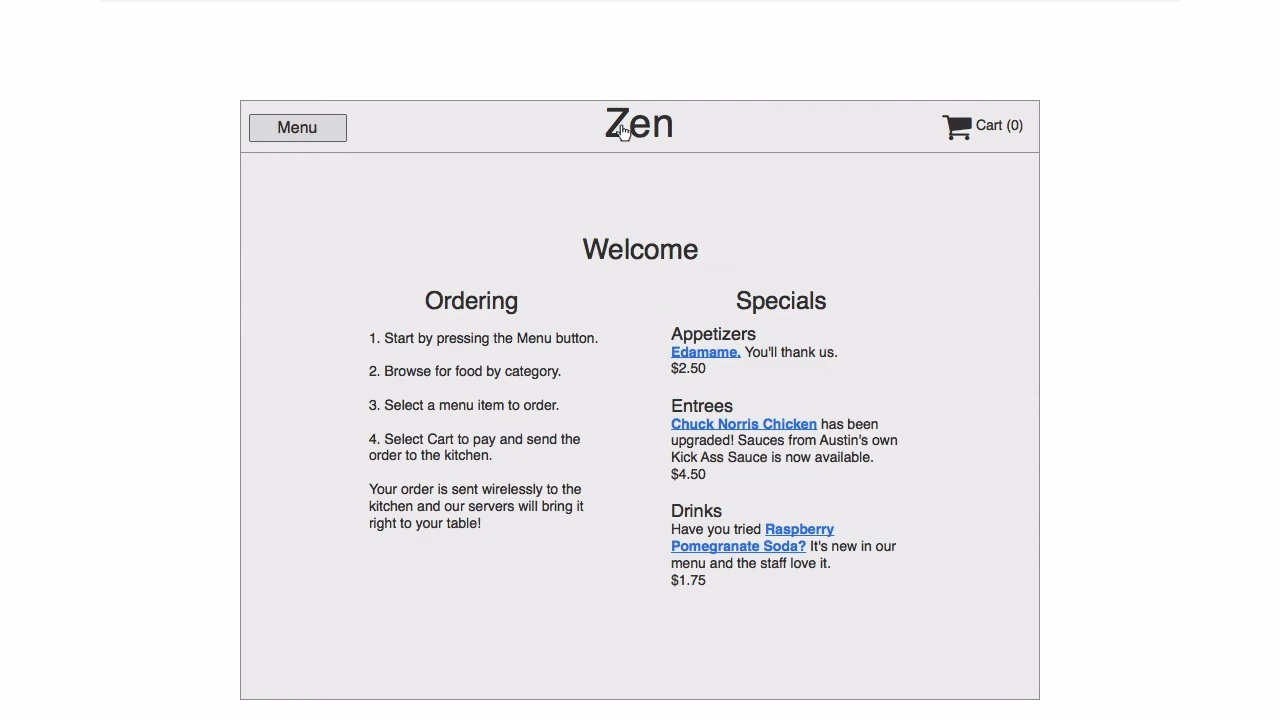 Menu
Zen
Cart (0)
Welcome
Ordering
1. Start by pressing the Menu button.
2. Browse for food by category.
3. Select a menu item to order.
4. Select Cart to pay and send the
order to the kitchen.
Your order is sent wirelessly to the
kitchen and our servers will bring it
right to your table!
Specials
Appetizers
Edamame. You'll thank us.
$2.50
Entrees
Chuck Norris Chicken has been
upgraded! Sauces from Austin's own
Kick Ass Sauce is now available.
$4.50
Drinks
Have you tried Raspberry
Pomegranate Soda? It's new in our
menu and the staff love it.
$1.75